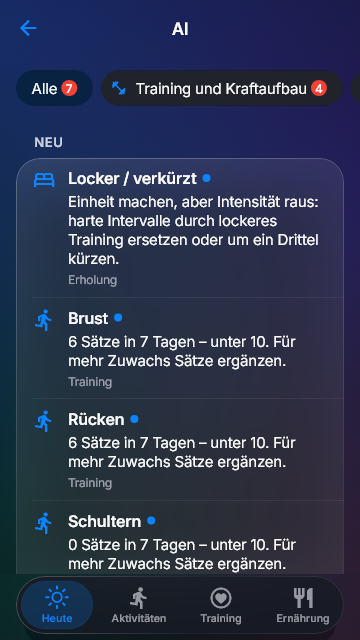 AI
Alle 7
Training und Kraftaufbau 4
NEU
Locker / verkürzt
Einheit machen, aber Intensität raus:
harte Intervalle durch lockeres
Training ersetzen oder um ein Drittel
kürzen.
Erholung
Brust
6 Sätze in 7 Tagen – unter 10. Für
mehr Zuwachs Sätze ergänzen.
Training
Rücken
6 Sätze in 7 Tagen – unter 10. Für
mehr Zuwachs Sätze ergänzen.
Training
Schultern
0 Sätze in 7 Tagen – unter 10. Für
mehr Zuwachs Sätze ergänzen.
Heute
Aktivitäten
Training
Ernährung